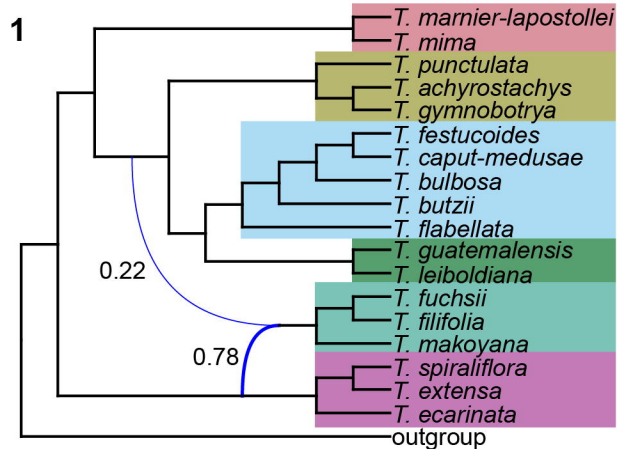 1
T. marnier-lapostollei
T. mima
T. punctulata
T. achyrostachys
T. gymnobotrya
T. festucoides
T. caput-medusae
T. bulbosa
T. butzii
T. flabellata
T. guatemalensis
0.22
T. leiboldiana
T. fuchsii
T. filifolia
T. makoyana
0.78
T. spiraliflora
T. extensa
T. ecarinata
outgroup